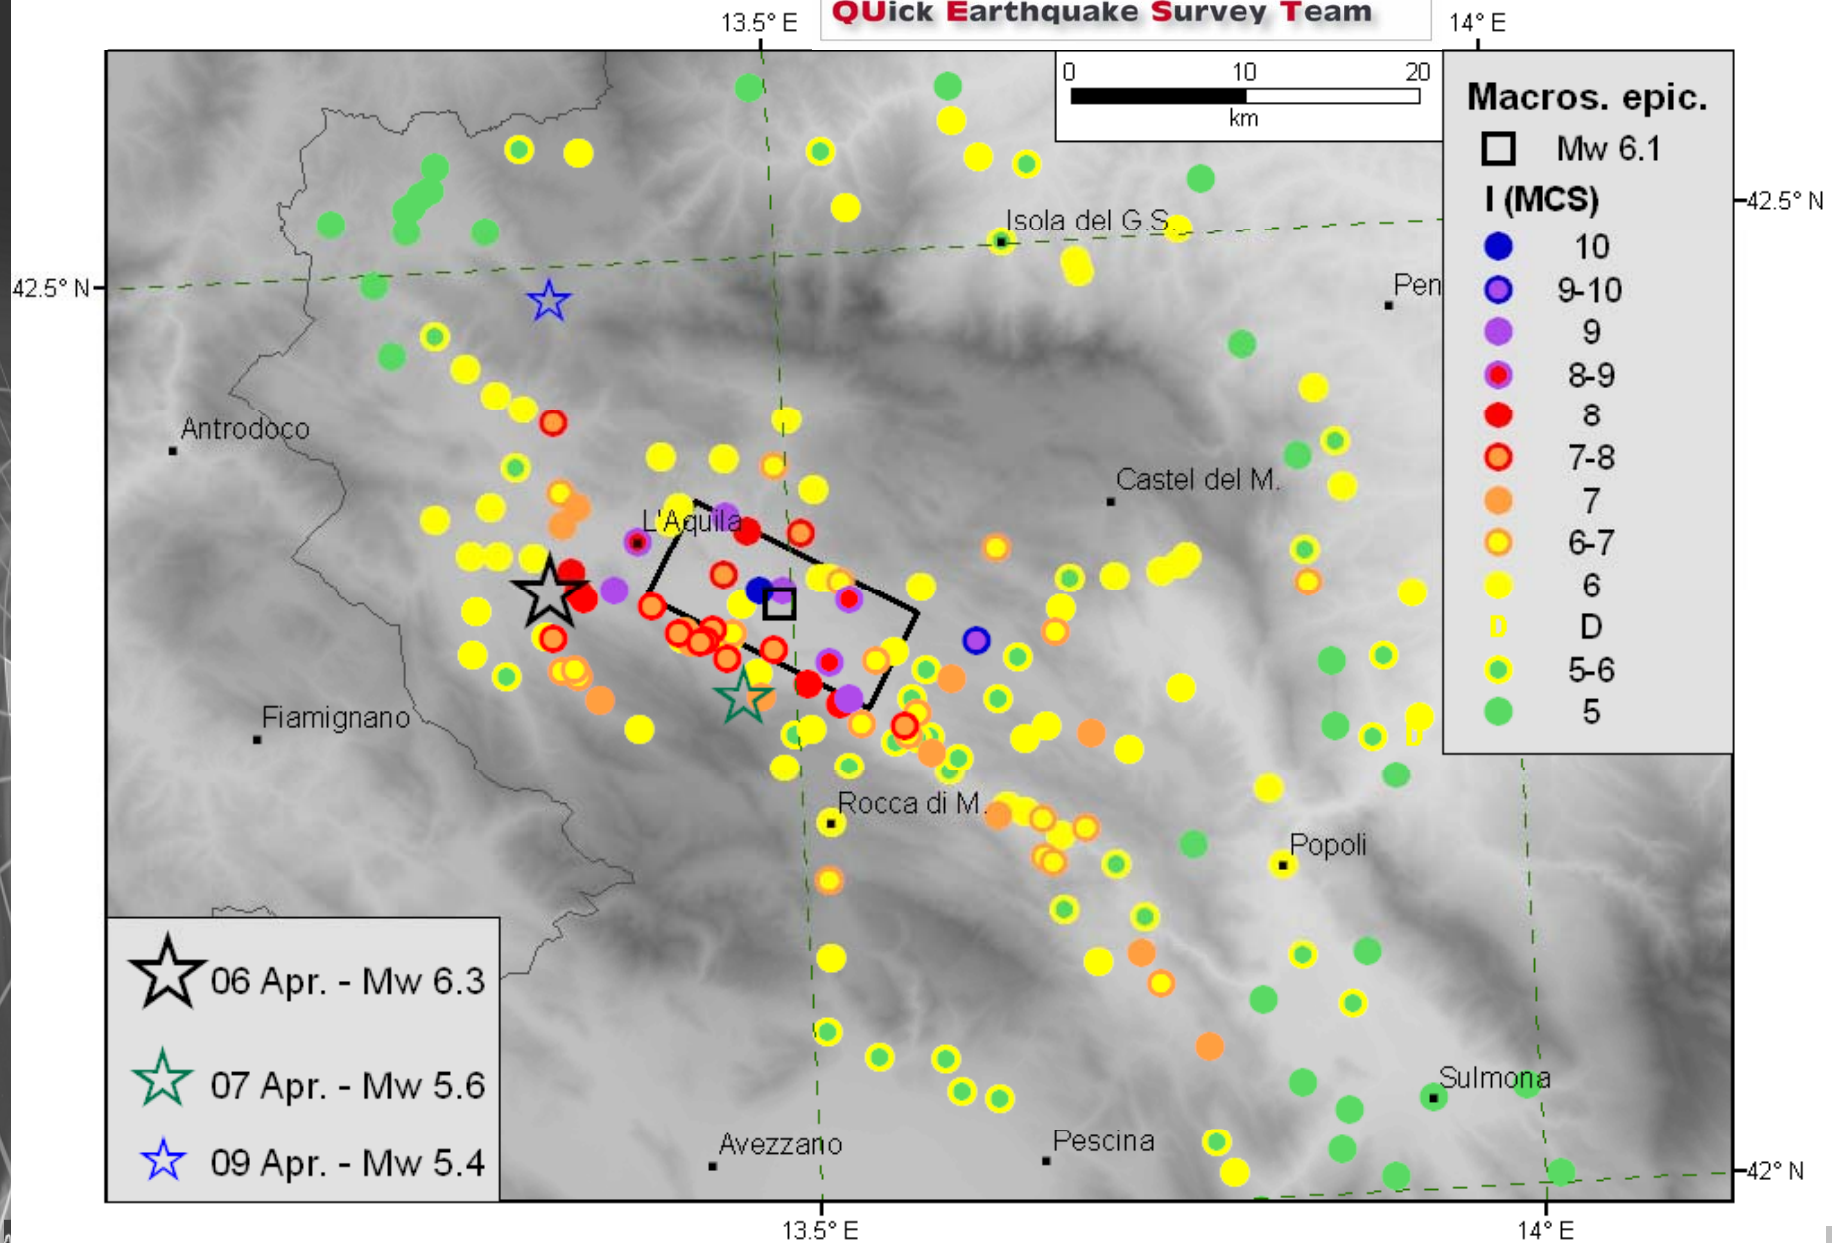 QUick Earthquake Survey Team
13.5° E
14° E
0 10 20
km
Macros. epic.
Mw 6.1
I (MCS)
10
9-10
9
8-9
8
7-8
7
6-7
6
D D
5-6
5
42.5° N
42.5° N
Isola del G.S.
Pen
Antrodoco
Castel del M.
L'Aquila
Fiamignano
D
Rocca di M.
Popoli
Sulmona
Avezzano
Pescina
06 Apr. - Mw 6.3
07 Apr. - Mw 5.6
09 Apr. - Mw 5.4
42° N
13.5° E
14° E